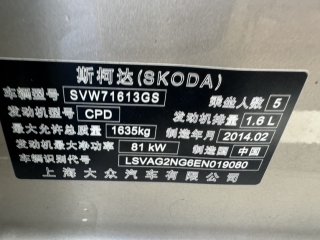 斯柯达(SKODA)
车辆型号 SVW71613GS 乘坐人数 5
发动机型号 CPD 发动机排量 1.6 L
最大允许总质量 1635kg 制造年月 2014.02
发动机最大净功率 81 kW 制造国 中国
车辆识别代号 LSVAG2NG6EN019080
上海大众汽车有限公司